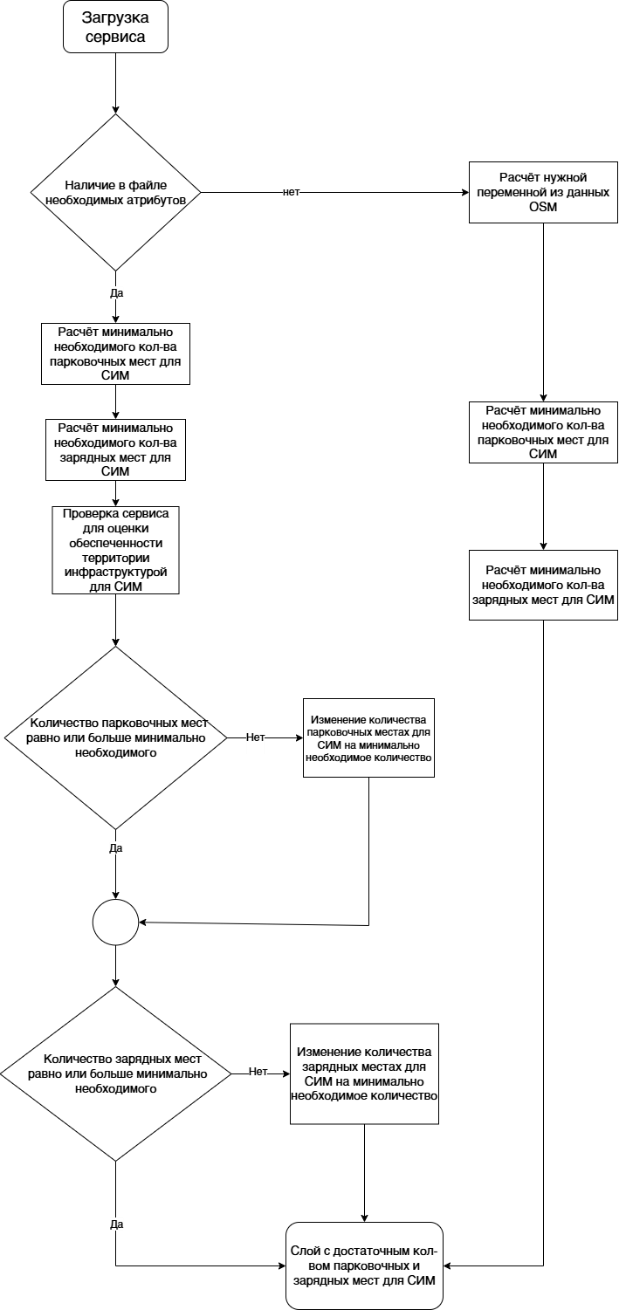 Загрузка
сервиса
Наличие в файле
необходимых атрибутов
нет
Расчёт нужной
переменной из данных
OSM
Да
Расчёт минимально
необходимого кол-ва
парковочных мест для
СИМ
Расчёт минимально
необходимого кол-ва
зарядных мест для
СИМ
Проверка сервиса
для оценки
обеспеченности
территории
инфраструктурой
для СИМ
Расчёт минимально
необходимого кол-ва
парковочных мест для
СИМ
Расчёт минимально
необходимого кол-ва
зарядных мест для СИМ
Количество парковочных мест
равно или больше минимально
необходимого
Нет
Изменение количества
парковочных местах для
СИМ на минимально
необходимое количество
Да
Количество зарядных мест
равно или больше минимально
необходимого
Нет
Изменение количества
зарядных местах для
СИМ на минимально
необходимое количество
Да
Слой с достаточным кол-
вом парковочных и
зарядных мест для СИМ